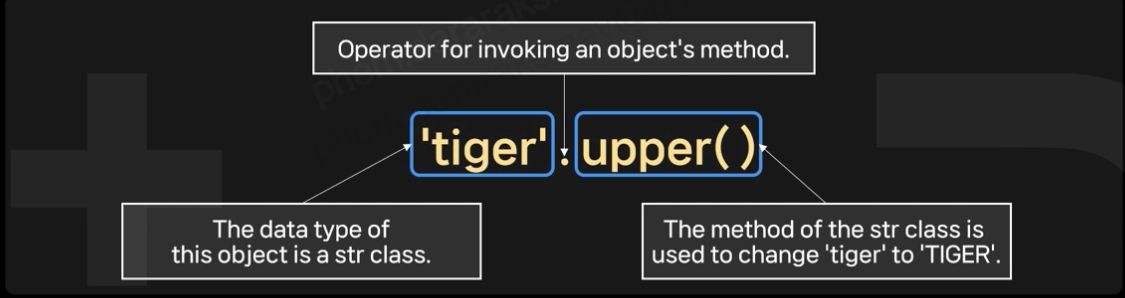 Operator for invoking an object's method.
'tiger'.upper()
The data type of
this object is a str class.
The method of the str class is
used to change 'tiger' to 'TIGER'.